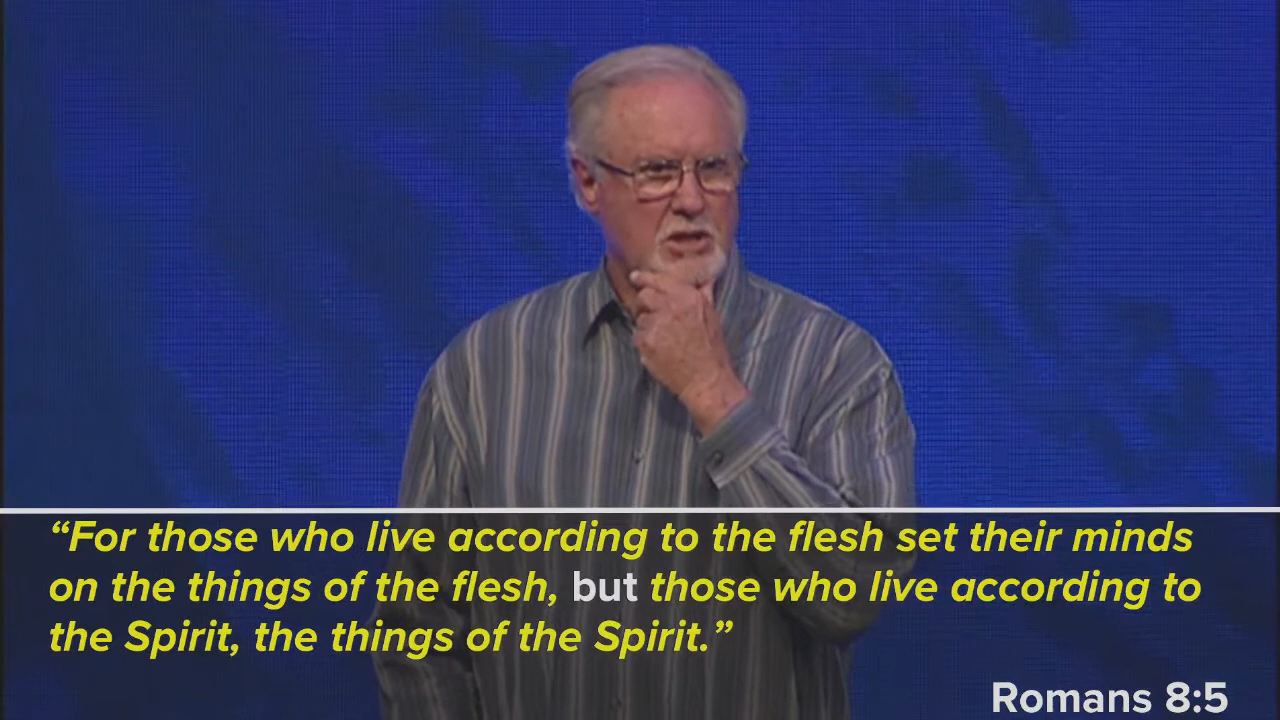 “For those who live according to the flesh set their minds
on the things of the flesh, but those who live according to
the Spirit, the things of the Spirit.”
Romans 8:5